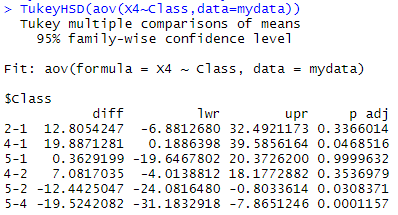 > TukeyHSD(aov(X4~Class,data=mydata))
  Tukey multiple comparisons of means
    95% family-wise confidence level

Fit: aov(formula = X4 ~ Class, data = mydata)

$Class
           diff         lwr        upr     p adj
2-1  12.8054247  -6.8812680 32.4921173 0.3366014
4-1  19.8871281   0.1886398 39.5856164 0.0468516
5-1   0.3629199 -19.6467802 20.3726200 0.9999632
4-2   7.0817035  -4.0138812 18.1772882 0.3536979
5-2 -12.4425047 -24.0816480 -0.8033614 0.0308371
5-4 -19.5242082 -31.1832918 -7.8651246 0.0001157